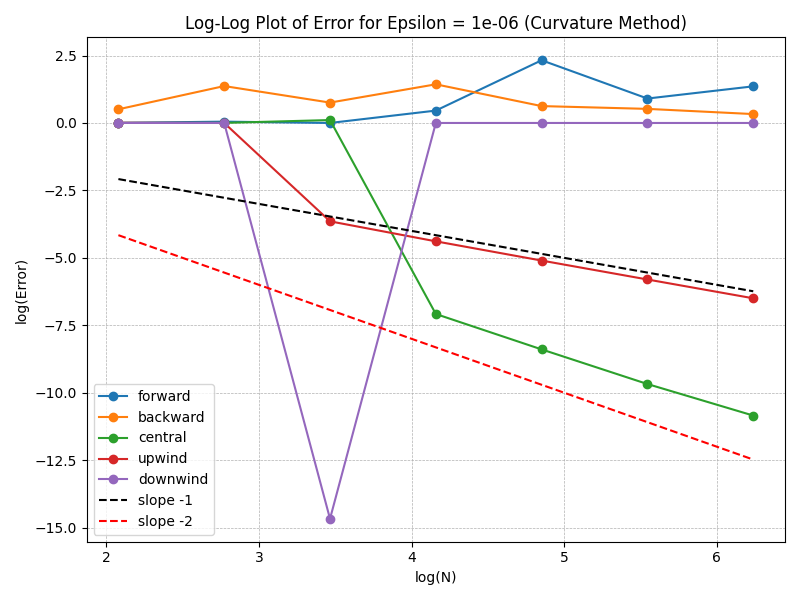 Log-Log Plot of Error for Epsilon = 1e-06 (Curvature Method)
log(Error)
2.5
0.0
−2.5
−5.0
−7.5
−10.0
−12.5
−15.0
forward
backward
central
upwind
downwind
slope -1
slope -2
2 3 4 5 6
log(N)